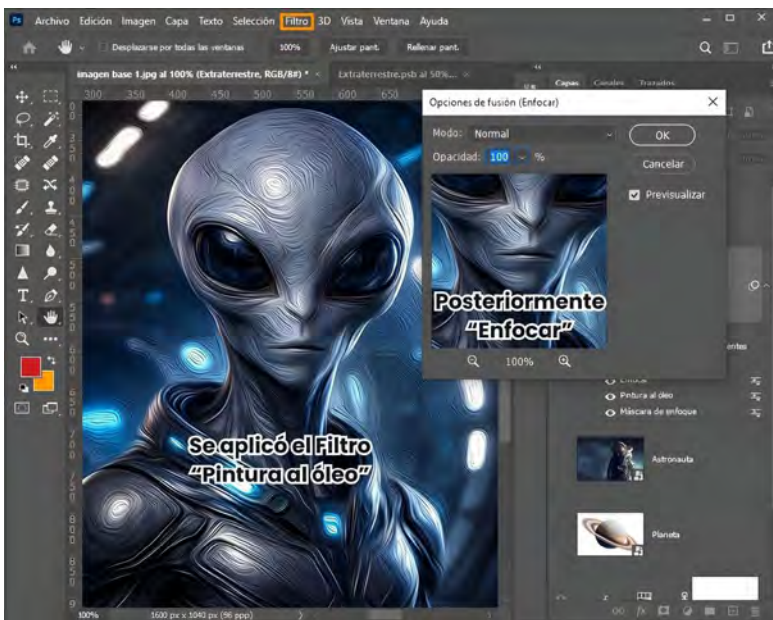 Ps Archivo Edición Imagen Capa Texto Selección Filtro 3D Vista Ventana Ayuda
Desplazarse por todas las ventanas 100% Ajustar pant. Rellenar pant.
imagen base 1.jpg al 100% (Extraterrestre, RGB/8#) * × Extraterrestre.psb al 50%... ×
Capas Canales Trazados
300 350 400 450 500 550 600 650
Opciones de fusión (Enfocar)
Modo: Normal
OK
Opacidad: 100 %
Cancelar
Previsualizar
Posteriormente
“Enfocar”
100%
Enfocar
Pintura al óleo
Máscara de enfoque
Se aplicó el Filtro
“Pintura al óleo”
Astronauta
Planeta
100% 1600 px x 1040 px (96 ppp)
fx